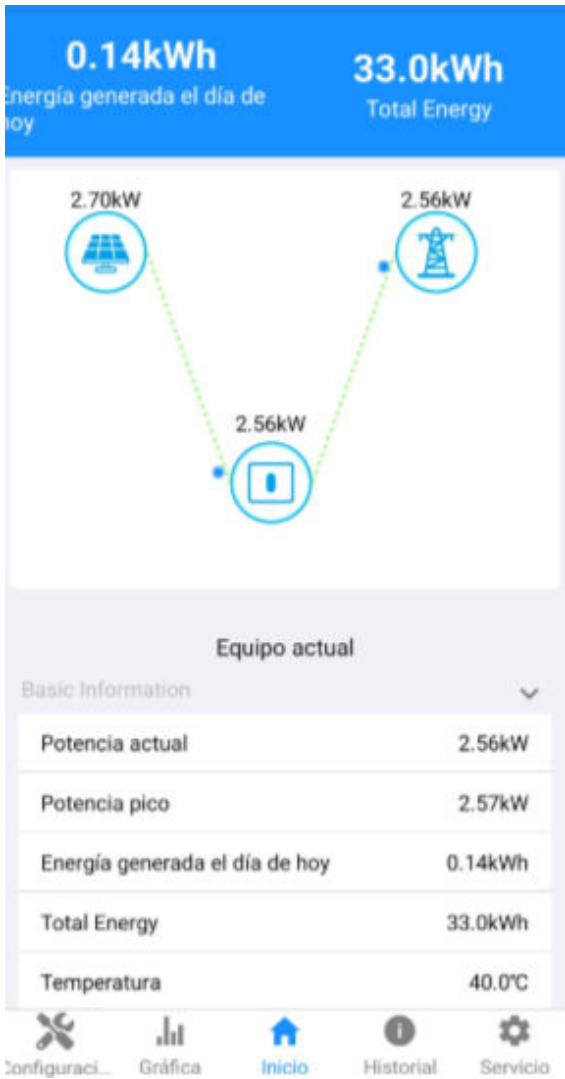 0.14kWh
Energía generada el día de
hoy
33.0kWh
Total Energy
2.70kW
2.56kW
2.56kW
Equipo actual
Basic Information
Potencia actual 2.56kW
Potencia pico 2.57kW
Energía generada el día de hoy 0.14kWh
Total Energy 33.0kWh
Temperatura 40.0℃
Configuraci... Gráfica Inicio Historial Servicio